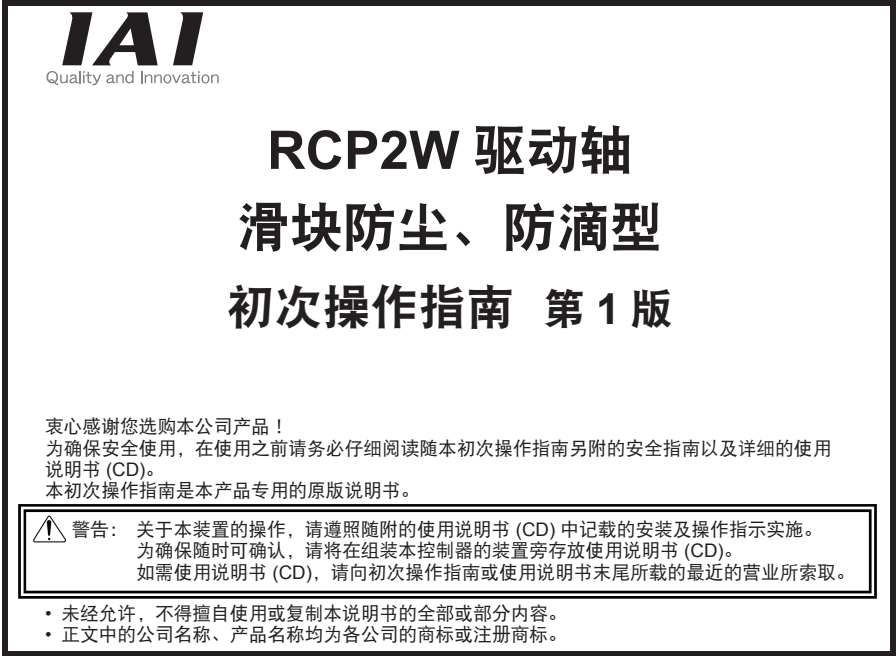 IAI
Quality and Innovation
RCP2W 驱动轴
滑块防尘、防滴型
初次操作指南 第 1 版
衷心感谢您选购本公司产品！
为确保安全使用，在使用之前请务必仔细阅读随本初次操作指南另附的安全指南以及详细的使用
说明书 (CD)。
本初次操作指南是本产品专用的原版说明书。
警告： 关于本装置的操作，请遵照随附的使用说明书 (CD) 中记载的安装及操作指示实施。
为确保随时可确认，请将在组装本控制器的装置旁存放使用说明书 (CD)。
如需使用说明书 (CD)，请向初次操作指南或使用说明书末尾所载的最近的营业所索取。
• 未经允许，不得擅自使用或复制本说明书的全部或部分内容。
• 正文中的公司名称、产品名称均为各公司的商标或注册商标。